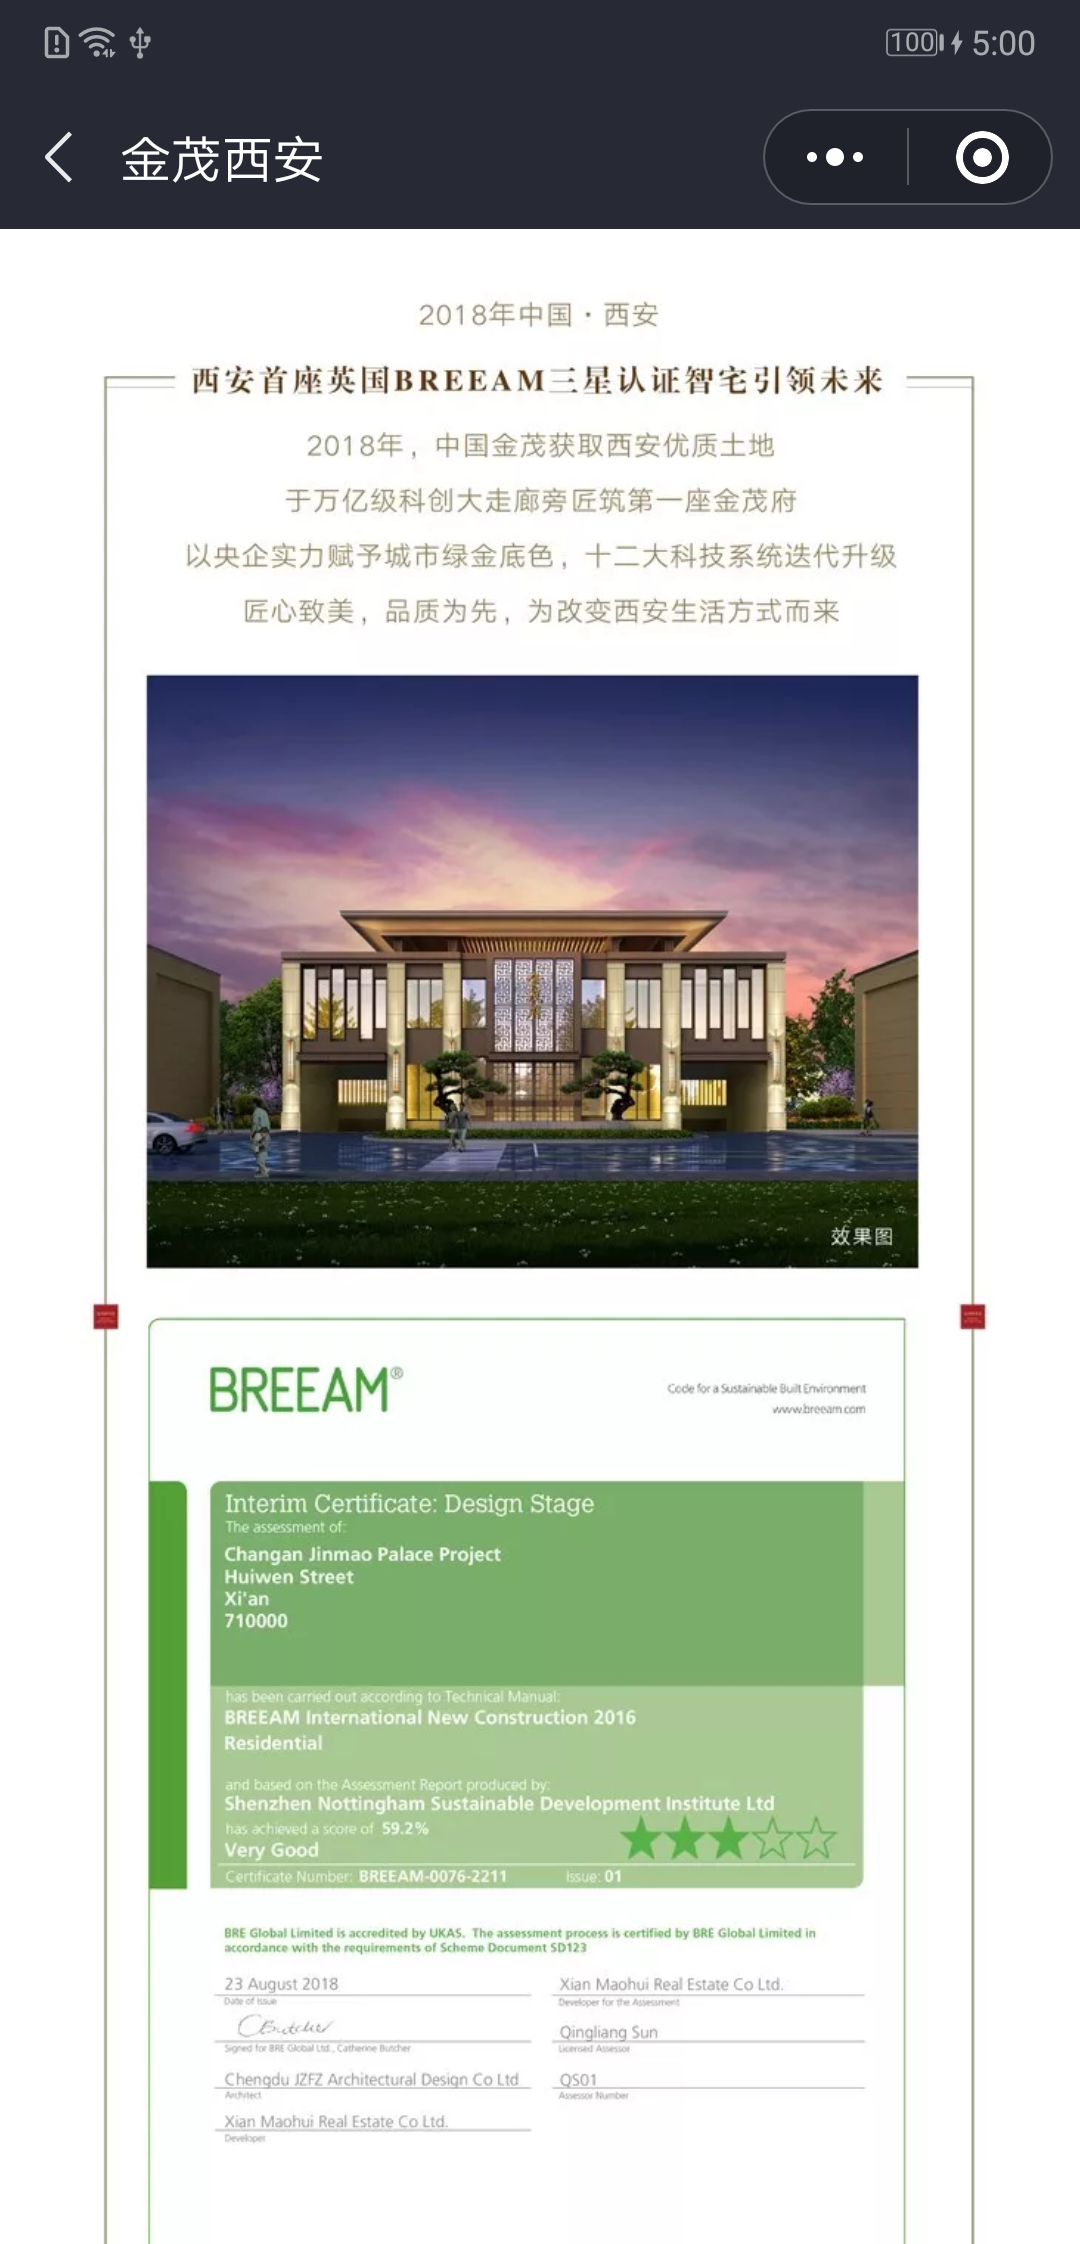 100 5:00
金茂西安
2018年中国·西安
西安首座英国BREEAM三星认证智宅引领未来
2018年，中国金茂获取西安优质土地
于万亿级科创大走廊旁匠筑第一座金茂府
以央企实力赋予城市绿金底色，十二大科技系统迭代升级
匠心致美，品质为先，为改变西安生活方式而来
效果图
BREEAM®
Code for a Sustainable Built Environment
www.breeam.com
Interim Certificate: Design Stage
The assessment of:
Changan Jinmao Palace Project
Huiwen Street
Xi'an
710000
has been carried out according to Technical Manual:
BREEAM International New Construction 2016
Residential
and based on the Assessment Report produced by:
Shenzhen Nottingham Sustainable Development Institute Ltd
has achieved a score of 59.2%
Very Good
Certificate Number: BREEAM-0076-2211 Issue: 01
BRE Global Limited is accredited by UKAS. The assessment process is certified by BRE Global Limited in
accordance with the requirements of Scheme Document SD123
23 August 2018 Xian Maohui Real Estate Co Ltd.
Date of Issue Developer for the Assessment
CButcher Qingliang Sun
Signed for BRE Global Ltd., Catherine Butcher Licensed Assessor
Chengdu JZFZ Architectural Design Co Ltd QS01
Architect Assessor Number
Xian Maohui Real Estate Co Ltd.
Developer